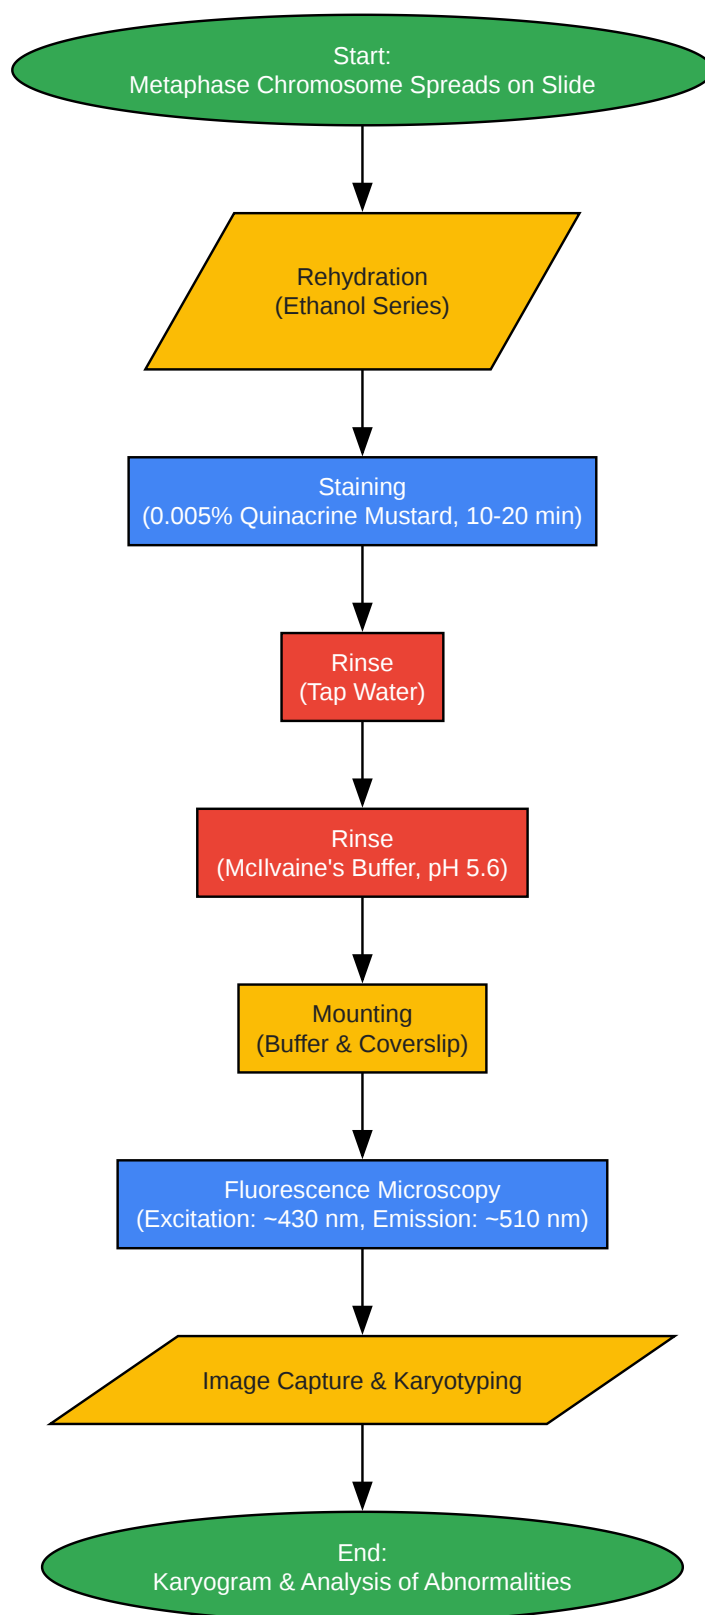 Start:
Metaphase Chromosome Spreads on Slide
Rehydration
(Ethanol Series)
Staining
(0.005% Quinacrine Mustard, 10-20 min)
Rinse
(Tap Water)
Rinse
(McIlvaine's Buffer, pH 5.6)
Mounting
(Buffer & Coverslip)
Fluorescence Microscopy
(Excitation: ~430 nm, Emission: ~510 nm)
Image Capture & Karyotyping
End:
Karyogram & Analysis of Abnormalities